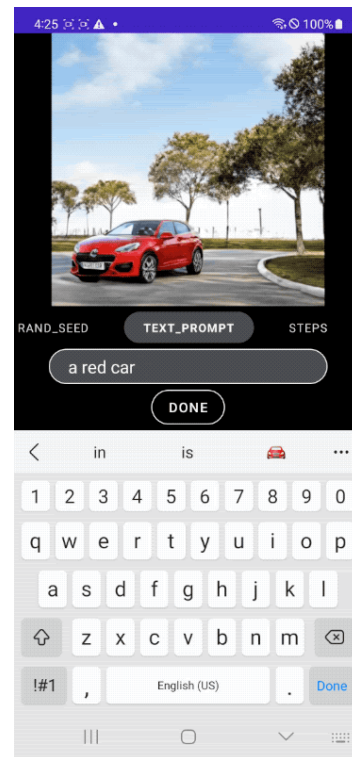 4:25 100%
RAND_SEED TEXT_PROMPT STEPS
a red car
DONE
in is
1 2 3 4 5 6 7 8 9 0
q w e r t y u i o p
a s d f g h j k l
z x c v b n m
!#1 , English (US) . Done